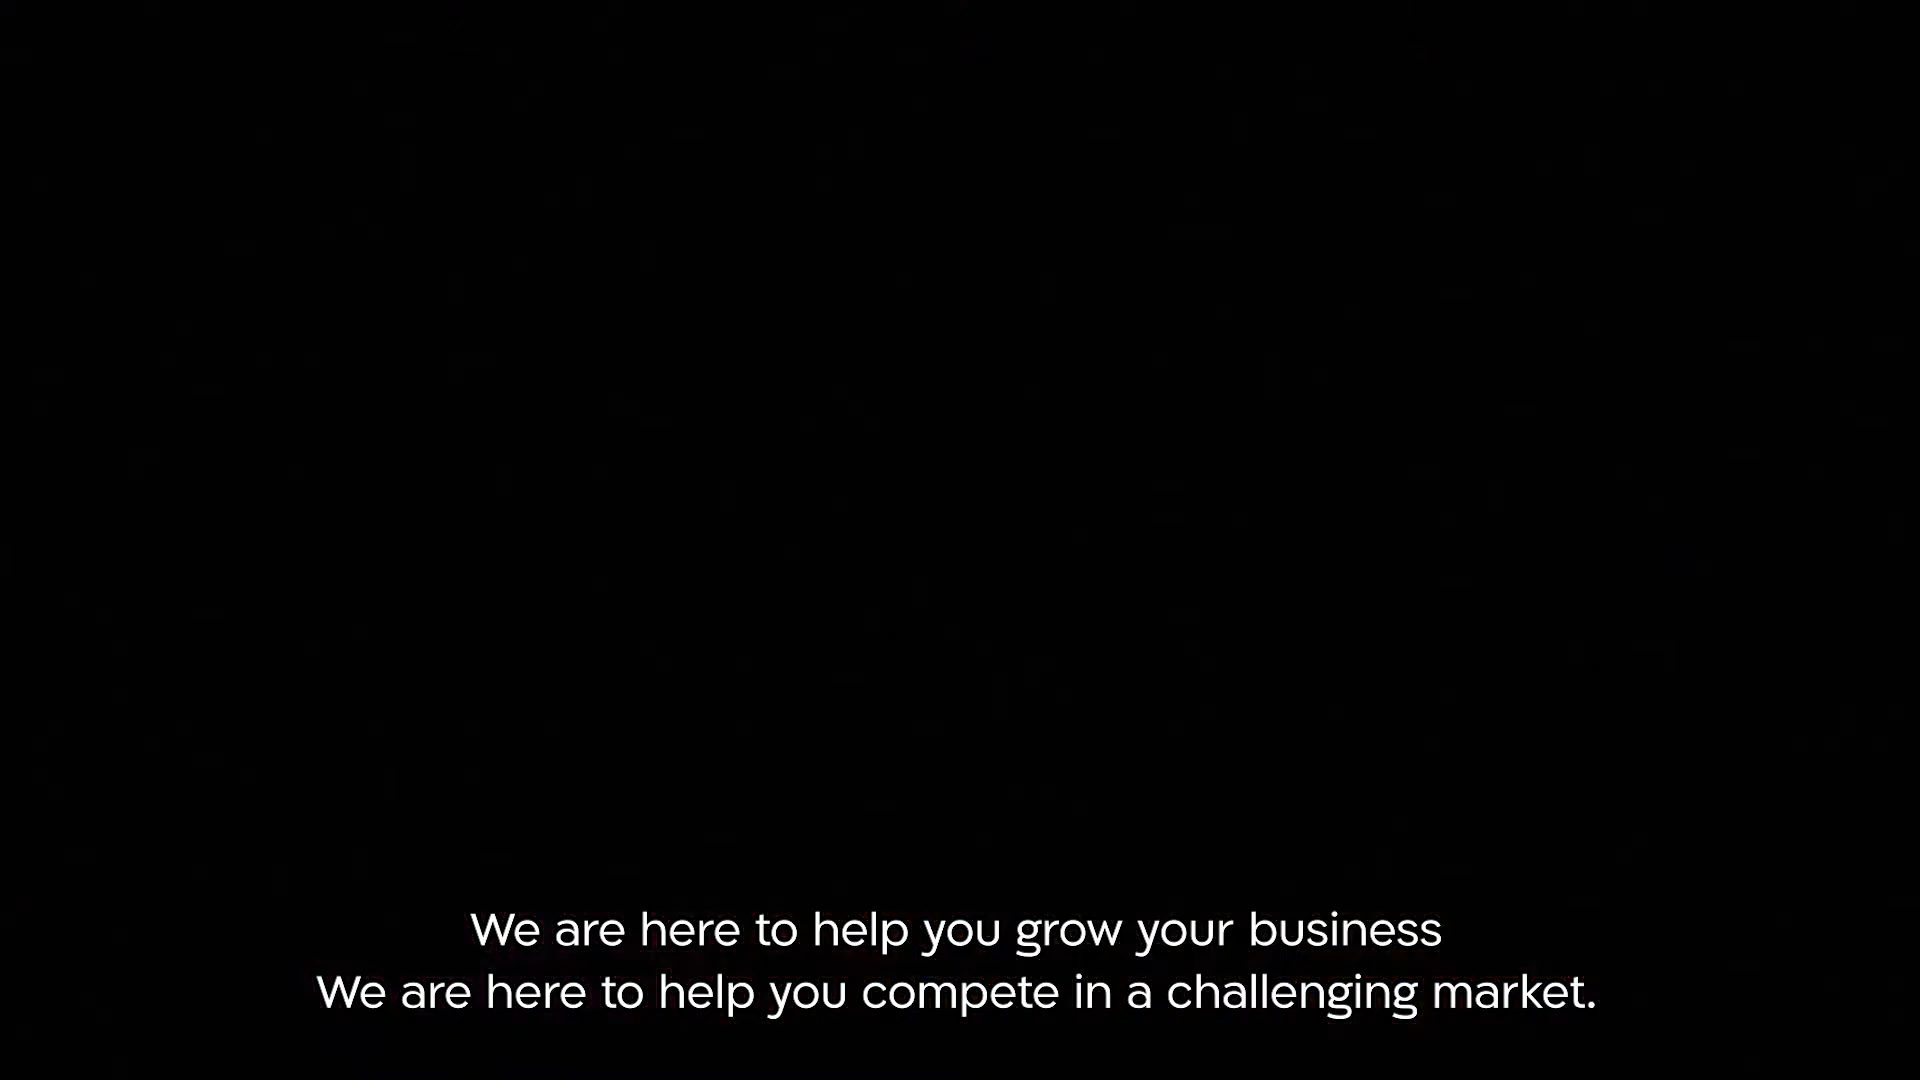 We are here to help you grow your business
We are here to help you compete in a challenging market.